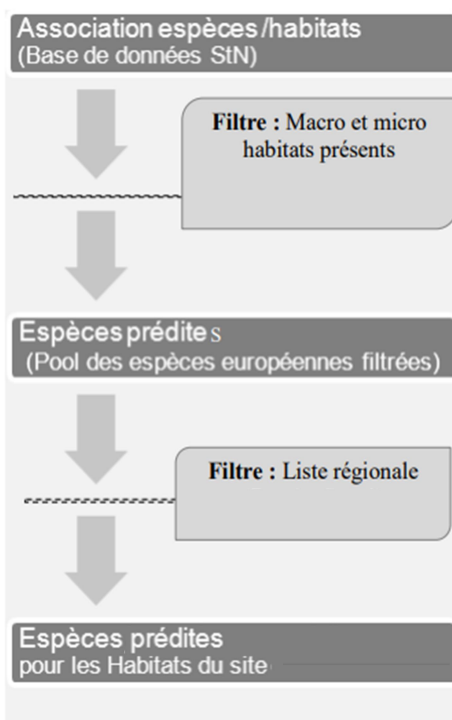 Association espèces/habitats
(Base de données StN)
Filtre : Macro et micro
habitats présents
Espèces prédites
(Pool des espèces européennes filtrées)
Filtre : Liste régionale
Espèces prédites
pour les Habitats du site